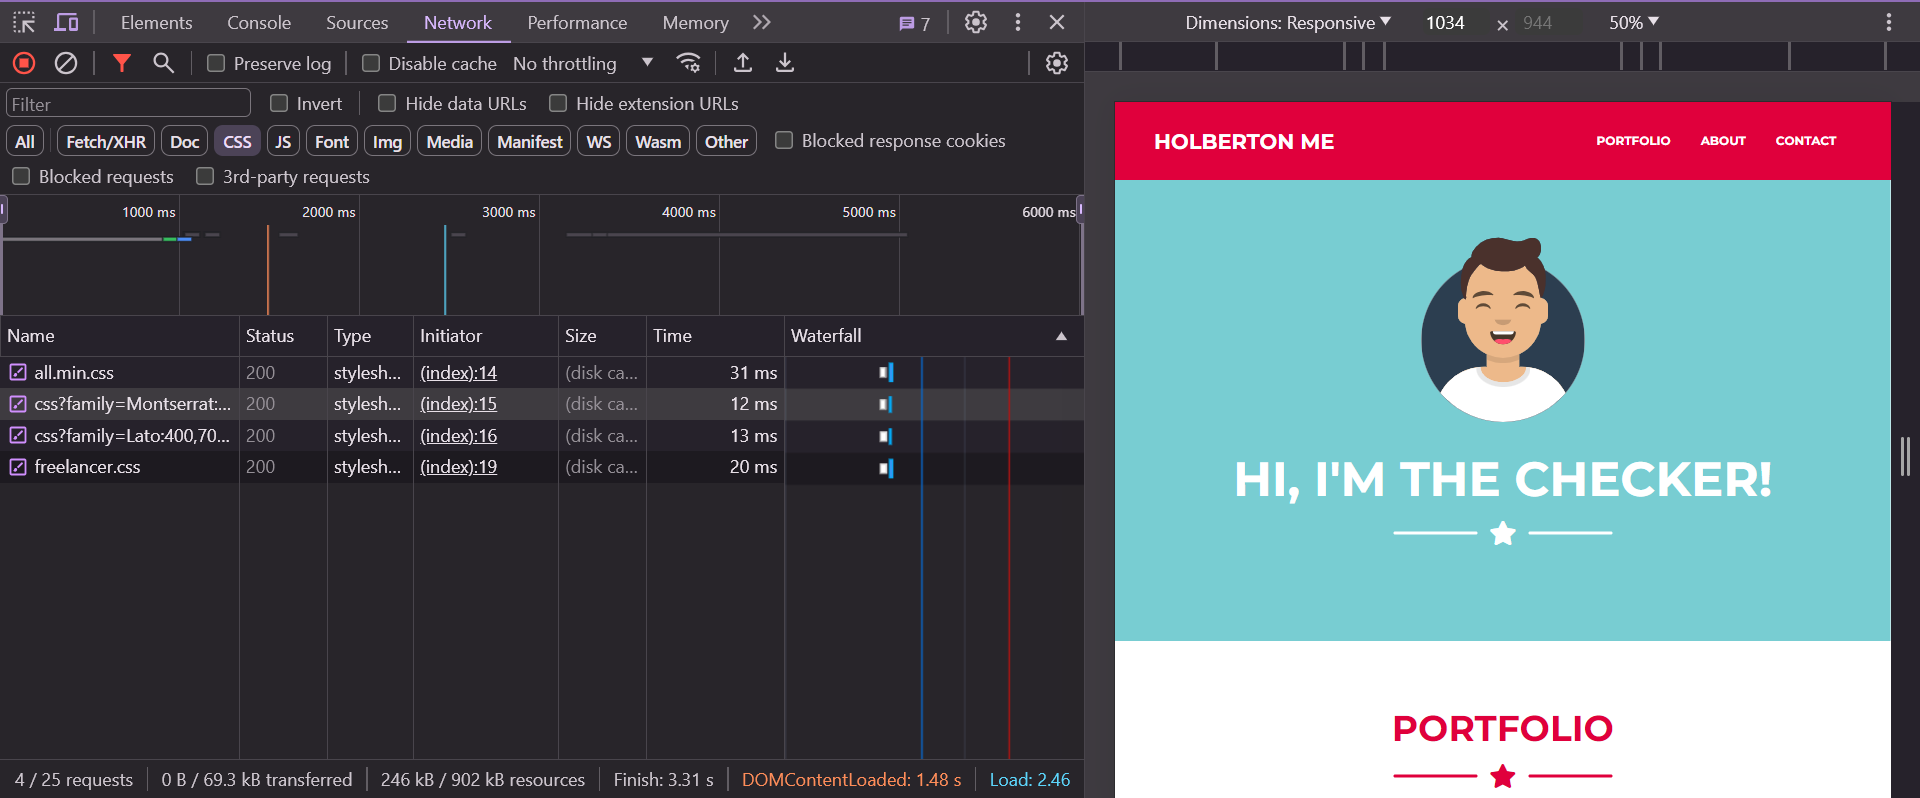 Elements Console Sources Network Performance Memory 7
Preserve log Disable cache No throttling
Filter Invert Hide data URLs Hide extension URLs
All Fetch/XHR Doc CSS JS Font Img Media Manifest WS Wasm Other Blocked response cookies
Blocked requests 3rd-party requests
1000 ms 2000 ms 3000 ms 4000 ms 5000 ms 6000 ms
Name Status Type Initiator Size Time Waterfall
all.min.css 200 stylesh... (index):14 (disk ca... 31 ms
css?family=Montserrat:... 200 stylesh... (index):15 (disk ca... 12 ms
css?family=Lato:400,70... 200 stylesh... (index):16 (disk ca... 13 ms
freelancer.css 200 stylesh... (index):19 (disk ca... 20 ms
4 / 25 requests 0 B / 69.3 kB transferred 246 kB / 902 kB resources Finish: 3.31 s DOMContentLoaded: 1.48 s Load: 2.46
Dimensions: Responsive 1034 × 944 50%
HOLBERTON ME PORTFOLIO ABOUT CONTACT
HI, I'M THE CHECKER!
PORTFOLIO